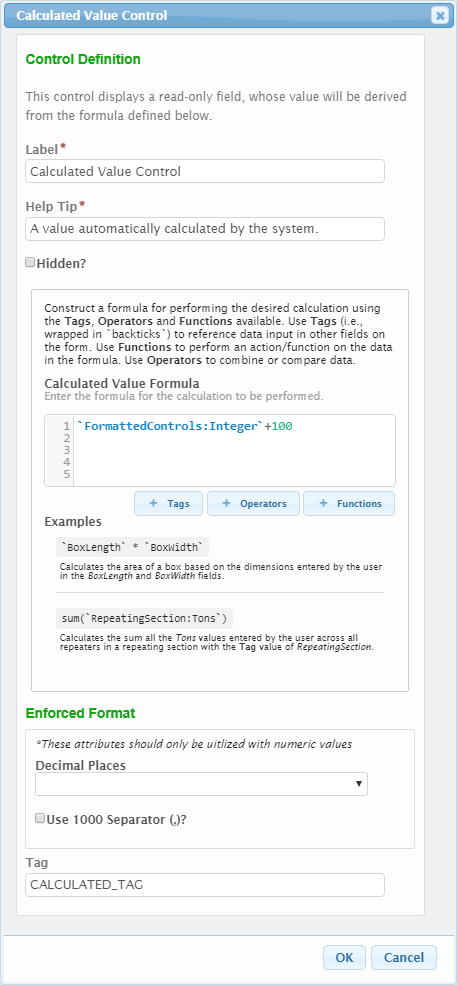 Calculated Value Control
Control Definition
This control displays a read-only field, whose value will be derived
from the formula defined below.
Label*
Calculated Value Control
Help Tip*
A value automatically calculated by the system.
Hidden?
Construct a formula for performing the desired calculation using
the Tags, Operators and Functions available. Use Tags (i.e.,
wrapped in `backticks`) to reference data input in other fields on
the form. Use Functions to perform an action/function on the data
in the formula. Use Operators to combine or compare data.
Calculated Value Formula
Enter the formula for the calculation to be performed.
1 `FormattedControls:Integer`+100
2
3
4
5
+ Tags + Operators + Functions
Examples
`BoxLength` * `BoxWidth`
Calculates the area of a box based on the dimensions entered by the user
in the BoxLength and BoxWidth fields.
sum(`RepeatingSection:Tons`)
Calculates the sum all the Tons values entered by the user across all
repeaters in a repeating section with the Tag value of RepeatingSection.
Enforced Format
*These attributes should only be uitlized with numeric values
Decimal Places
Use 1000 Separator (,)?
Tag
CALCULATED_TAG
OK Cancel